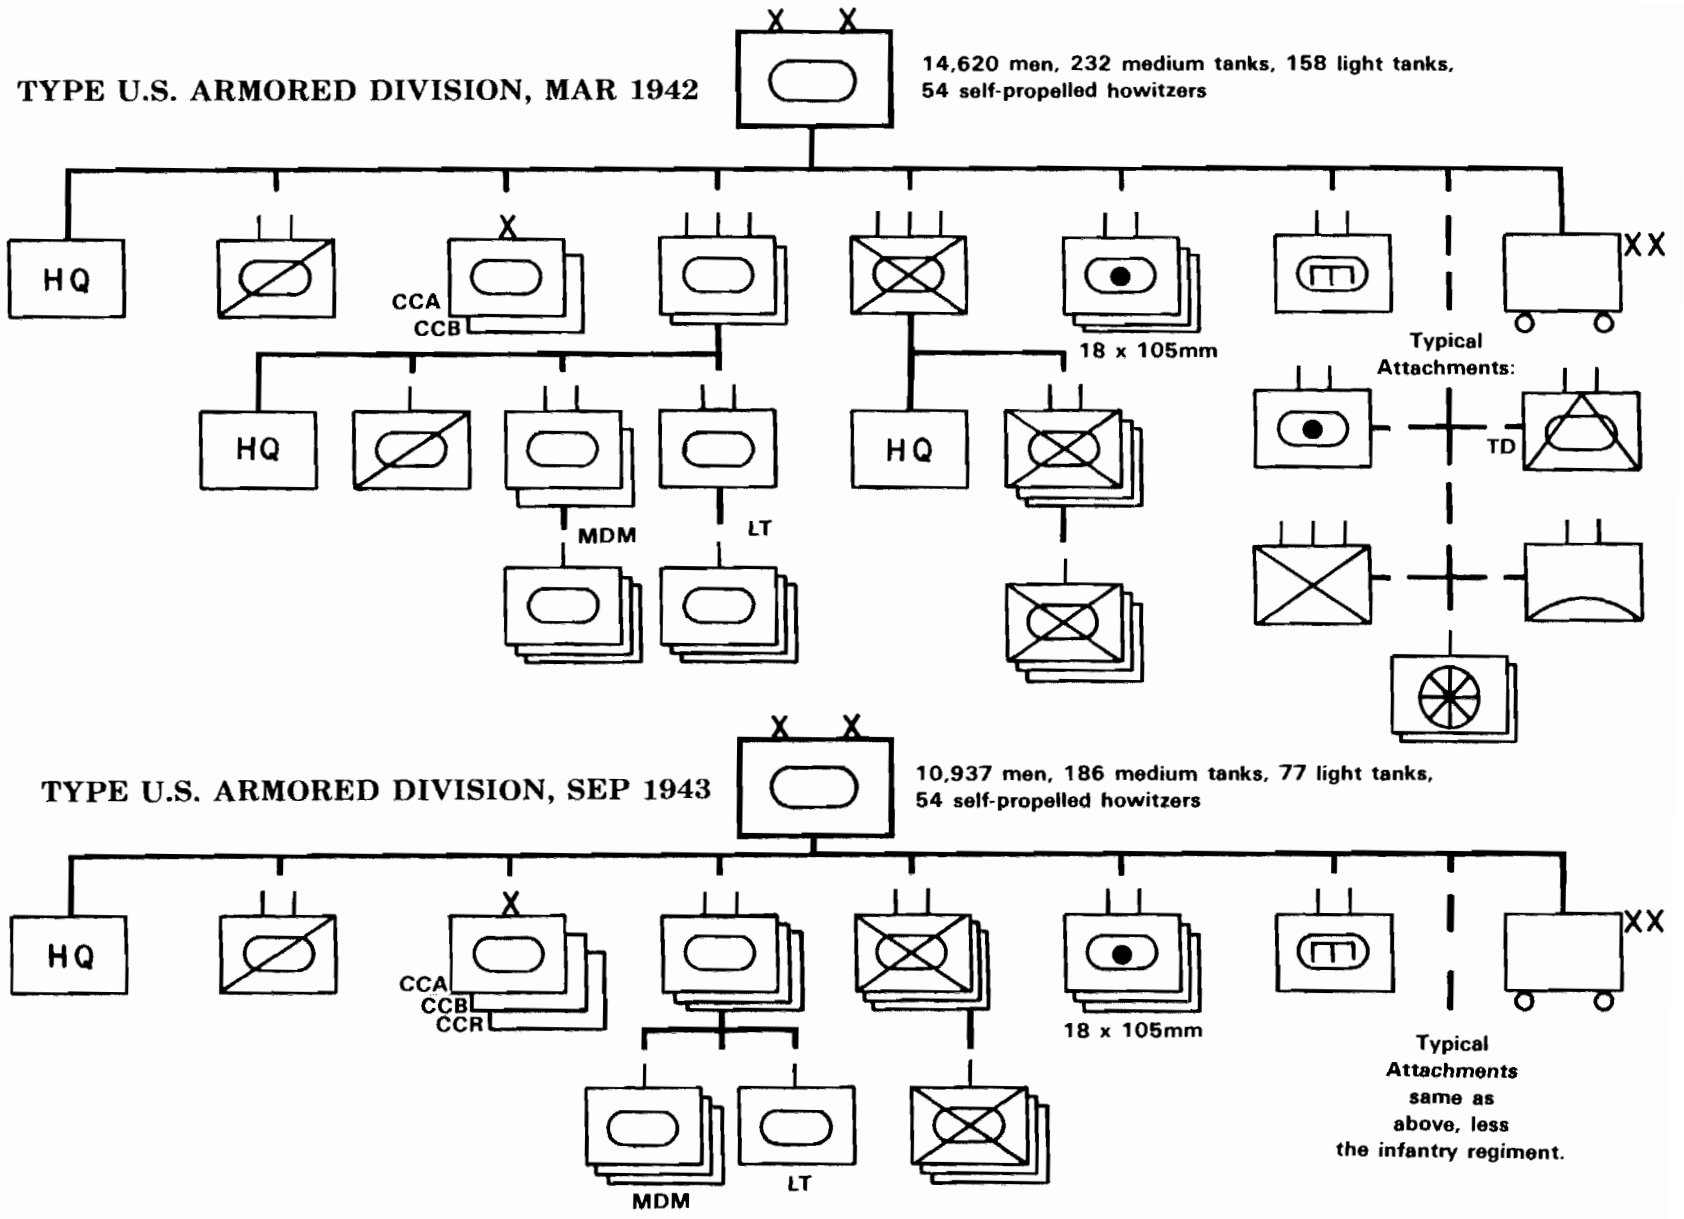 X X
TYPE U.S. ARMORED DIVISION, MAR 1942
14,620 men, 232 medium tanks, 158 light tanks,
54 self-propelled howitzers
X
XX
HQ
CCA
CCB
18 x 105mm
Typical
Attachments:
HQ
HQ
TD
MDM
LT
X X
TYPE U.S. ARMORED DIVISION, SEP 1943
10,937 men, 186 medium tanks, 77 light tanks,
54 self-propelled howitzers
X
XX
HQ
CCA
CCB
CCR
18 x 105mm
Typical
Attachments
same as
above, less
the infantry regiment.
LT
MDM